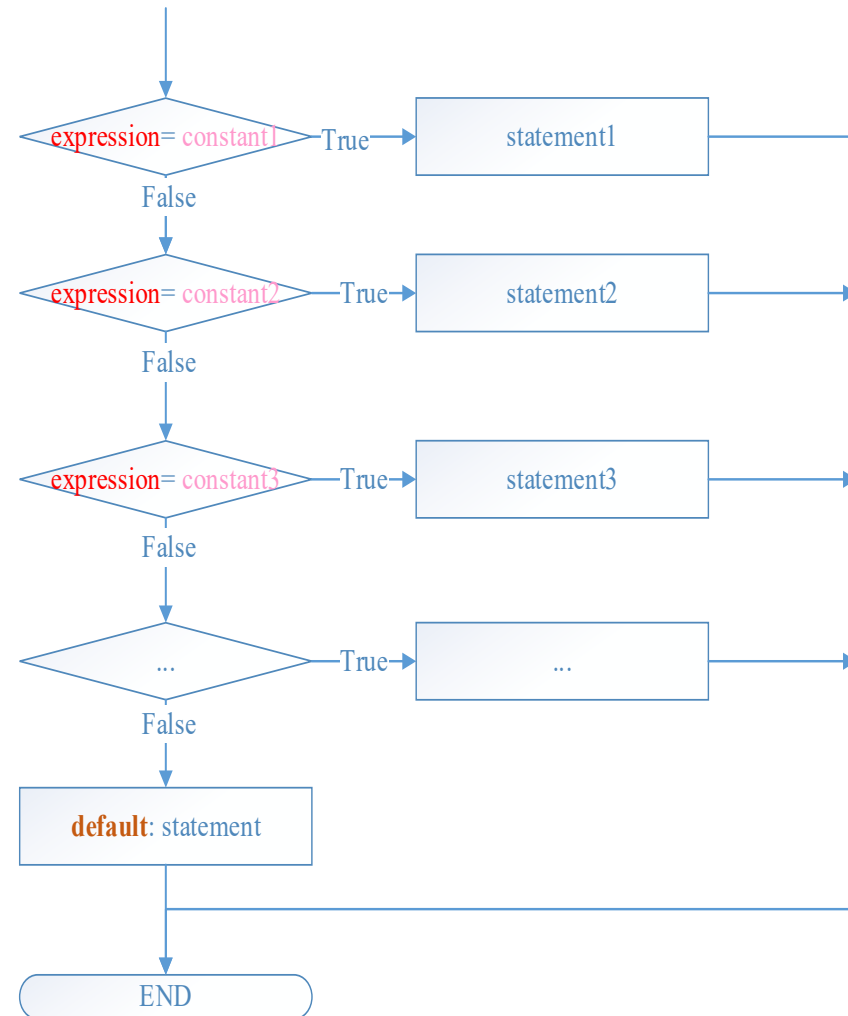 expression= constant1
True
statement1
False
expression= constant2
True
statement2
False
expression= constant3
True
statement3
False
...
True
...
False
default: statement
END